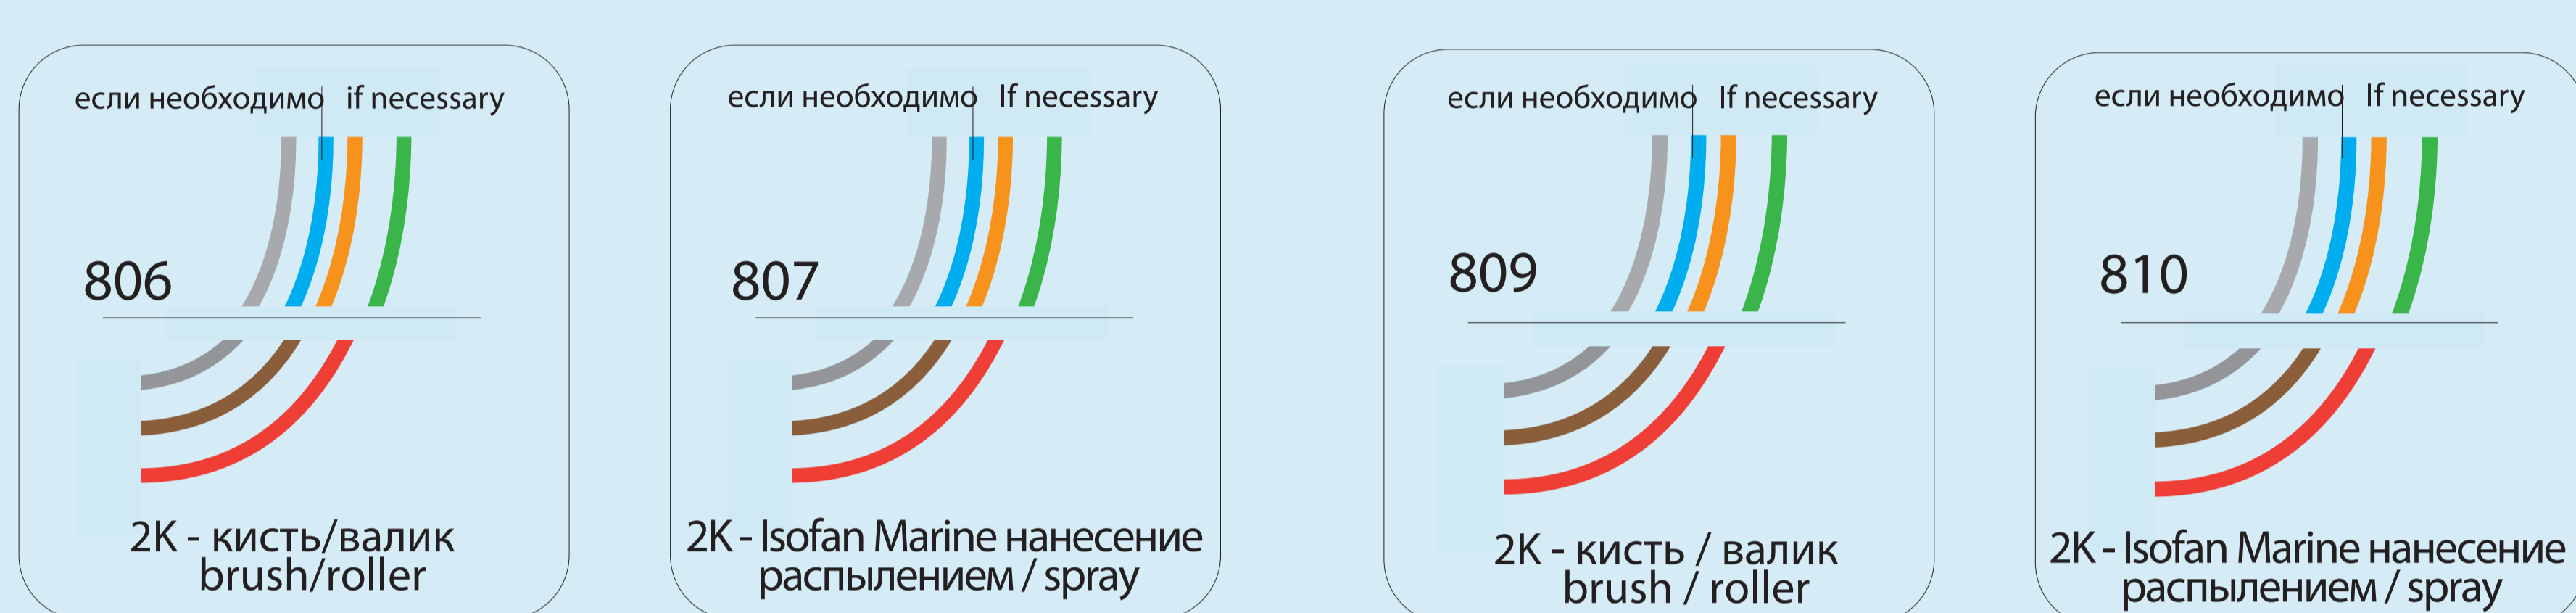 если необходимо if necessary
806
2K - кисть/валик
brush/roller
если необходимо If necessary
807
2K - Isofan Marine нанесение
распылением / spray
если необходимо If necessary
809
2K - кисть / валик
brush / roller
если необходимо If necessary
810
2K - Isofan Marine нанесение
распылением / spray